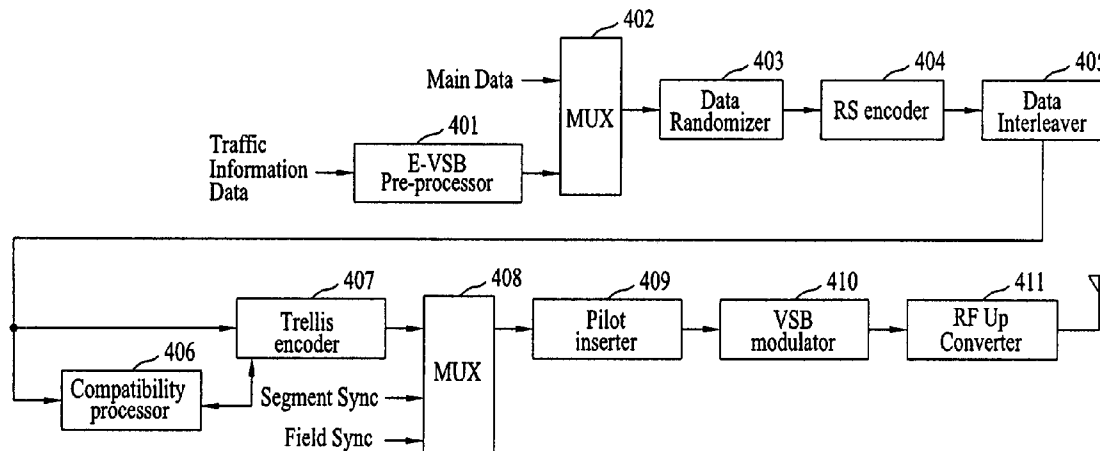 402
Main Data
MUX
403
Data
Randomizer
404
RS encoder
405
Data
Interleaver
401
E-VSB
Pre-processor
Traffic
Information
Data
407
Trellis
encoder
406
Compatibility
processor
408
MUX
Segment Sync
Field Sync
409
Pilot
inserter
410
VSB
modulator
411
RF Up
Converter